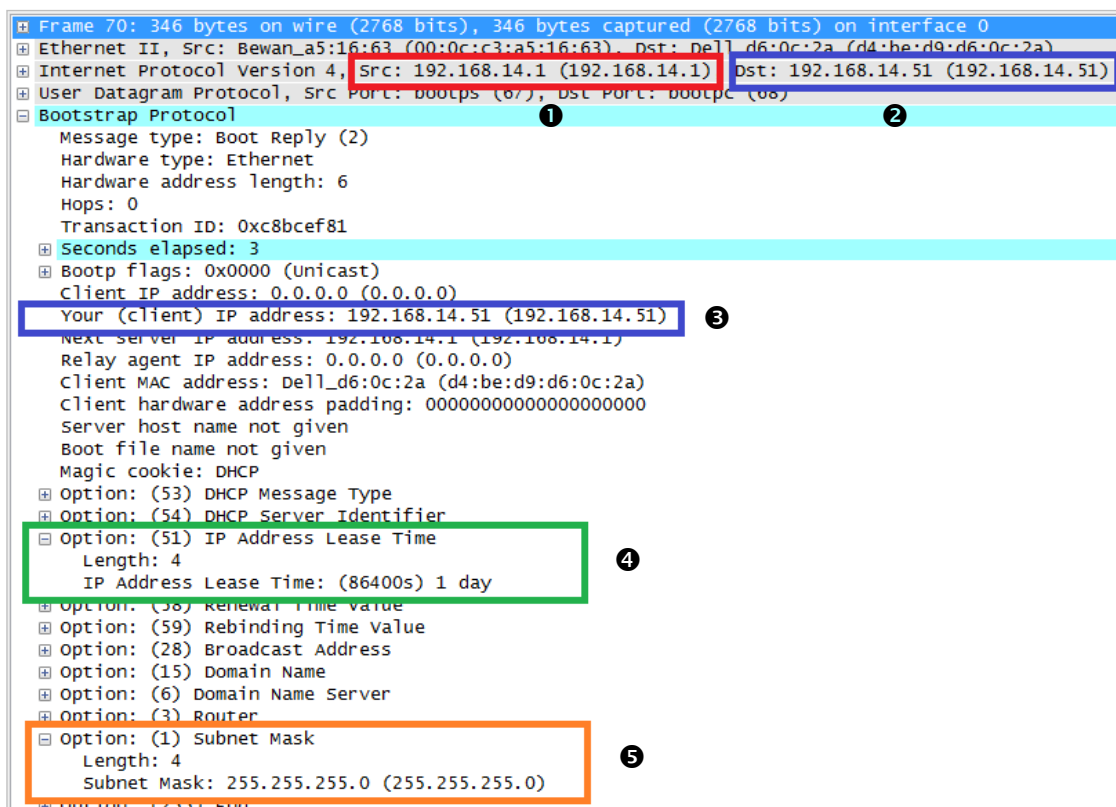 Frame 70: 346 bytes on wire (2768 bits), 346 bytes captured (2768 bits) on interface 0
Ethernet II, Src: Bewan_a5:16:63 (00:0c:c3:a5:16:63), Dst: Dell_d6:0c:2a (d4:be:d9:d6:0c:2a)
Internet Protocol Version 4, Src: 192.168.14.1 (192.168.14.1) Dst: 192.168.14.51 (192.168.14.51)
User Datagram Protocol, Src Port: bootps (67), Dst Port: bootpc (68)
Bootstrap Protocol ❶ ❷
Message type: Boot Reply (2)
Hardware type: Ethernet
Hardware address length: 6
Hops: 0
Transaction ID: 0xc8bcef81
Seconds elapsed: 3
Bootp flags: 0x0000 (Unicast)
Client IP address: 0.0.0.0 (0.0.0.0)
Your (client) IP address: 192.168.14.51 (192.168.14.51) ❸
Next server IP address: 192.168.14.1 (192.168.14.1)
Relay agent IP address: 0.0.0.0 (0.0.0.0)
Client MAC address: Dell_d6:0c:2a (d4:be:d9:d6:0c:2a)
Client hardware address padding: 00000000000000000000
Server host name not given
Boot file name not given
Magic cookie: DHCP
Option: (53) DHCP Message Type
Option: (54) DHCP Server Identifier
Option: (51) IP Address Lease Time
Length: 4 ❹
IP Address Lease Time: (86400s) 1 day
Option: (58) Renewal Time Value
Option: (59) Rebinding Time Value
Option: (28) Broadcast Address
Option: (15) Domain Name
Option: (6) Domain Name Server
Option: (3) Router
Option: (1) Subnet Mask
Length: 4 ❺
Subnet Mask: 255.255.255.0 (255.255.255.0)